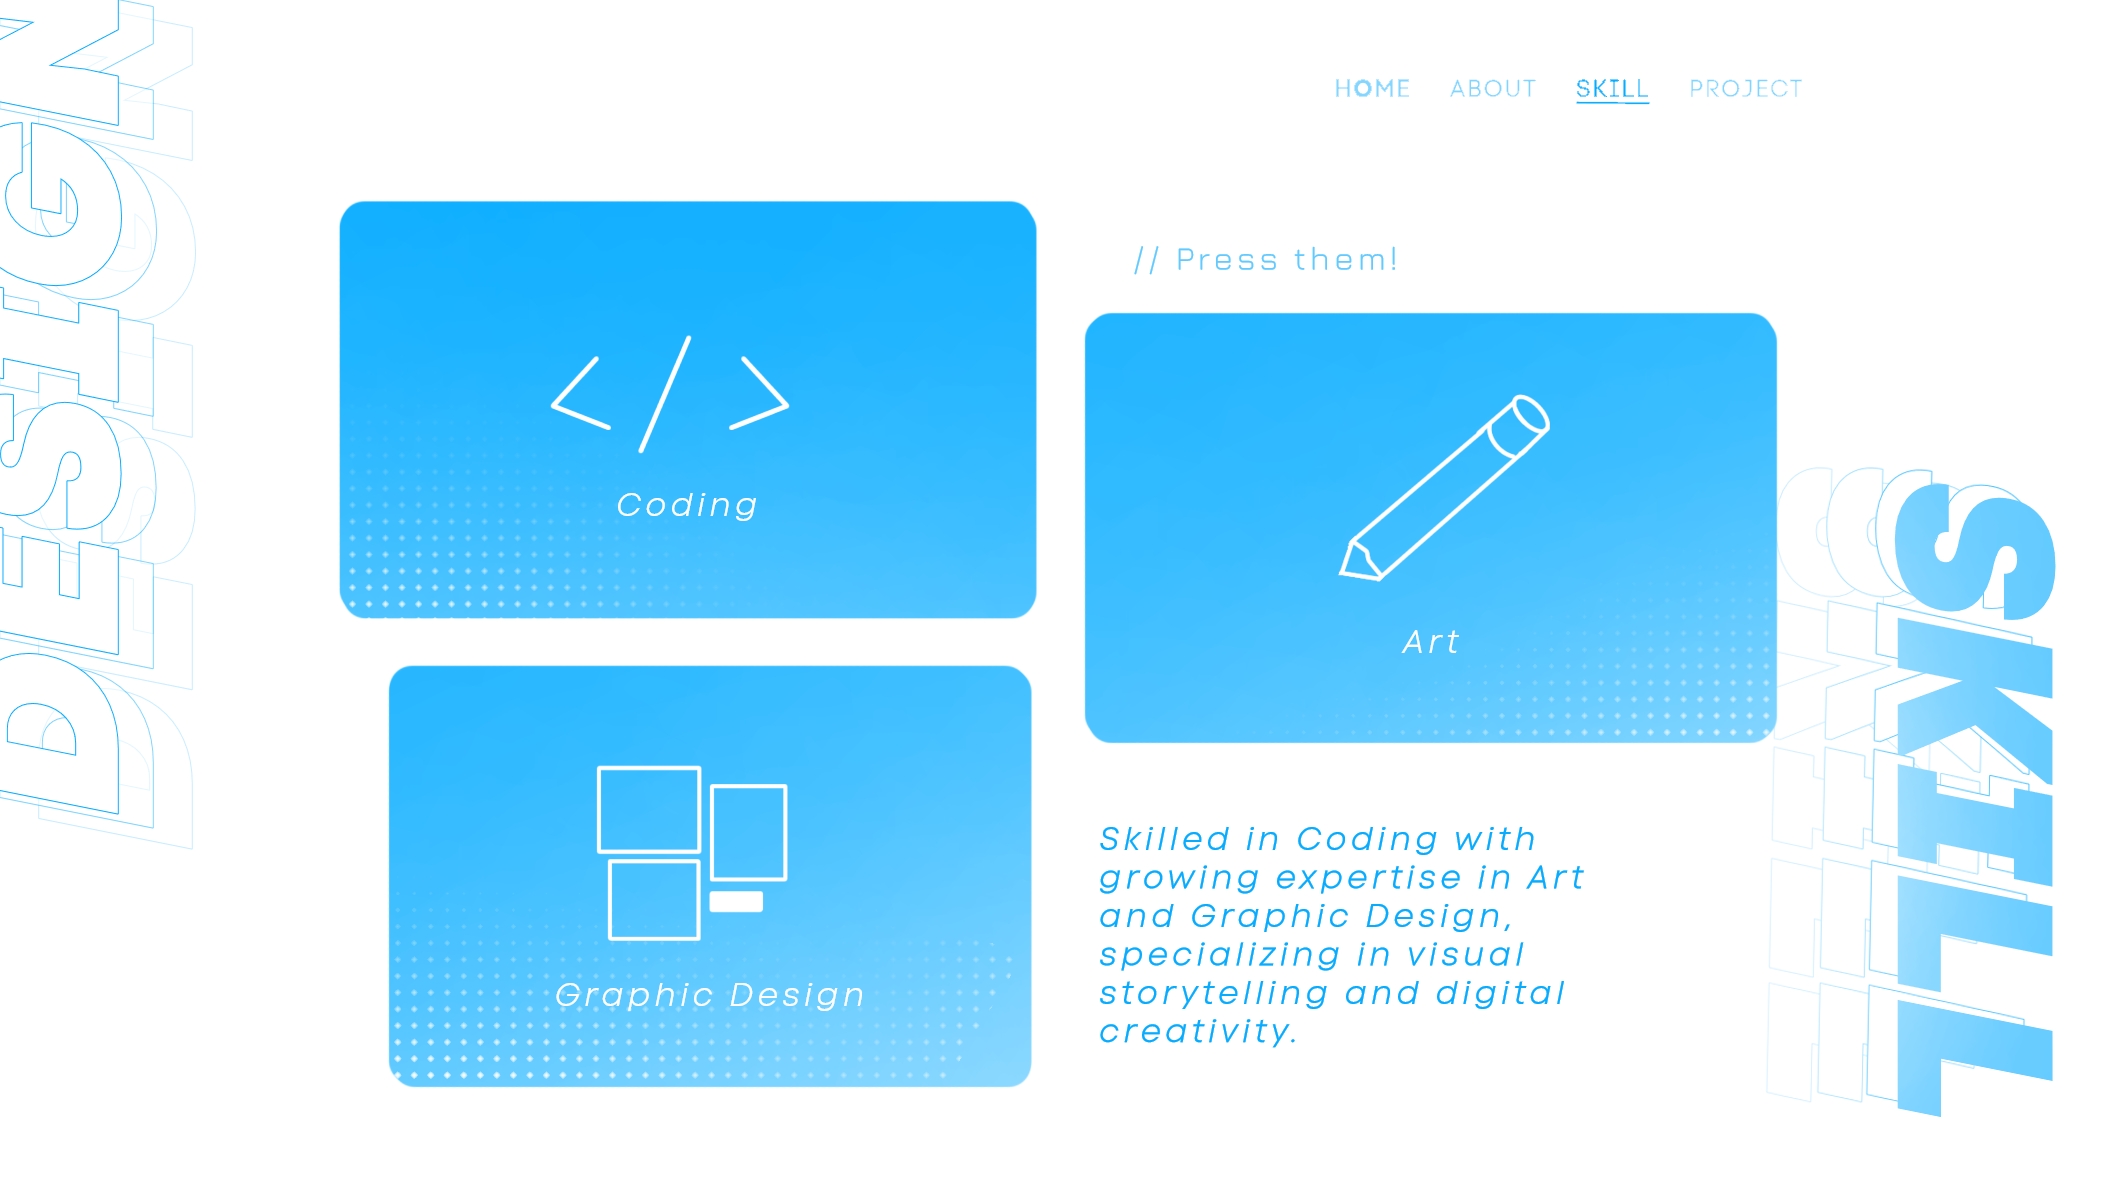 DESIGN
HOME ABOUT SKILL PROJECT
// Press them!
Coding
Art
Graphic Design
Skilled in Coding with
growing expertise in Art
and Graphic Design,
specializing in visual
storytelling and digital
creativity.
SKILL